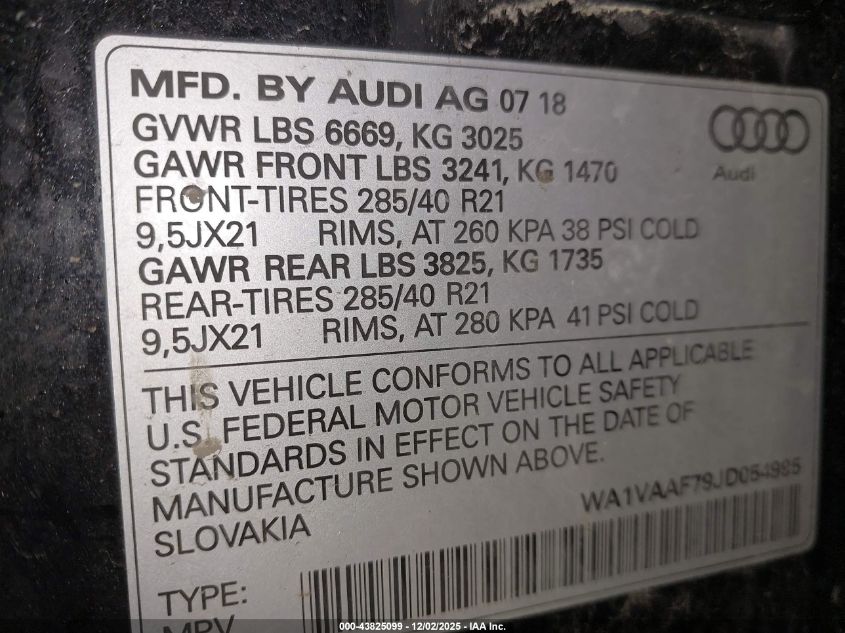 MFD. BY AUDI AG 07 18
GVWR LBS 6669, KG 3025
GAWR FRONT LBS 3241, KG 1470
FRONT-TIRES 285/40 R21
9,5JX21 RIMS, AT 260 KPA 38 PSI COLD
GAWR REAR LBS 3825, KG 1735
REAR-TIRES 285/40 R21
9,5JX21 RIMS, AT 280 KPA 41 PSI COLD
Audi
THIS VEHICLE CONFORMS TO ALL APPLICABLE
U.S. FEDERAL MOTOR VEHICLE SAFETY
STANDARDS IN EFFECT ON THE DATE OF
MANUFACTURE SHOWN ABOVE.
SLOVAKIA
WA1VAAF79JD054985
TYPE:
MPV
000-43825099 - 12/02/2025 - IAA Inc.